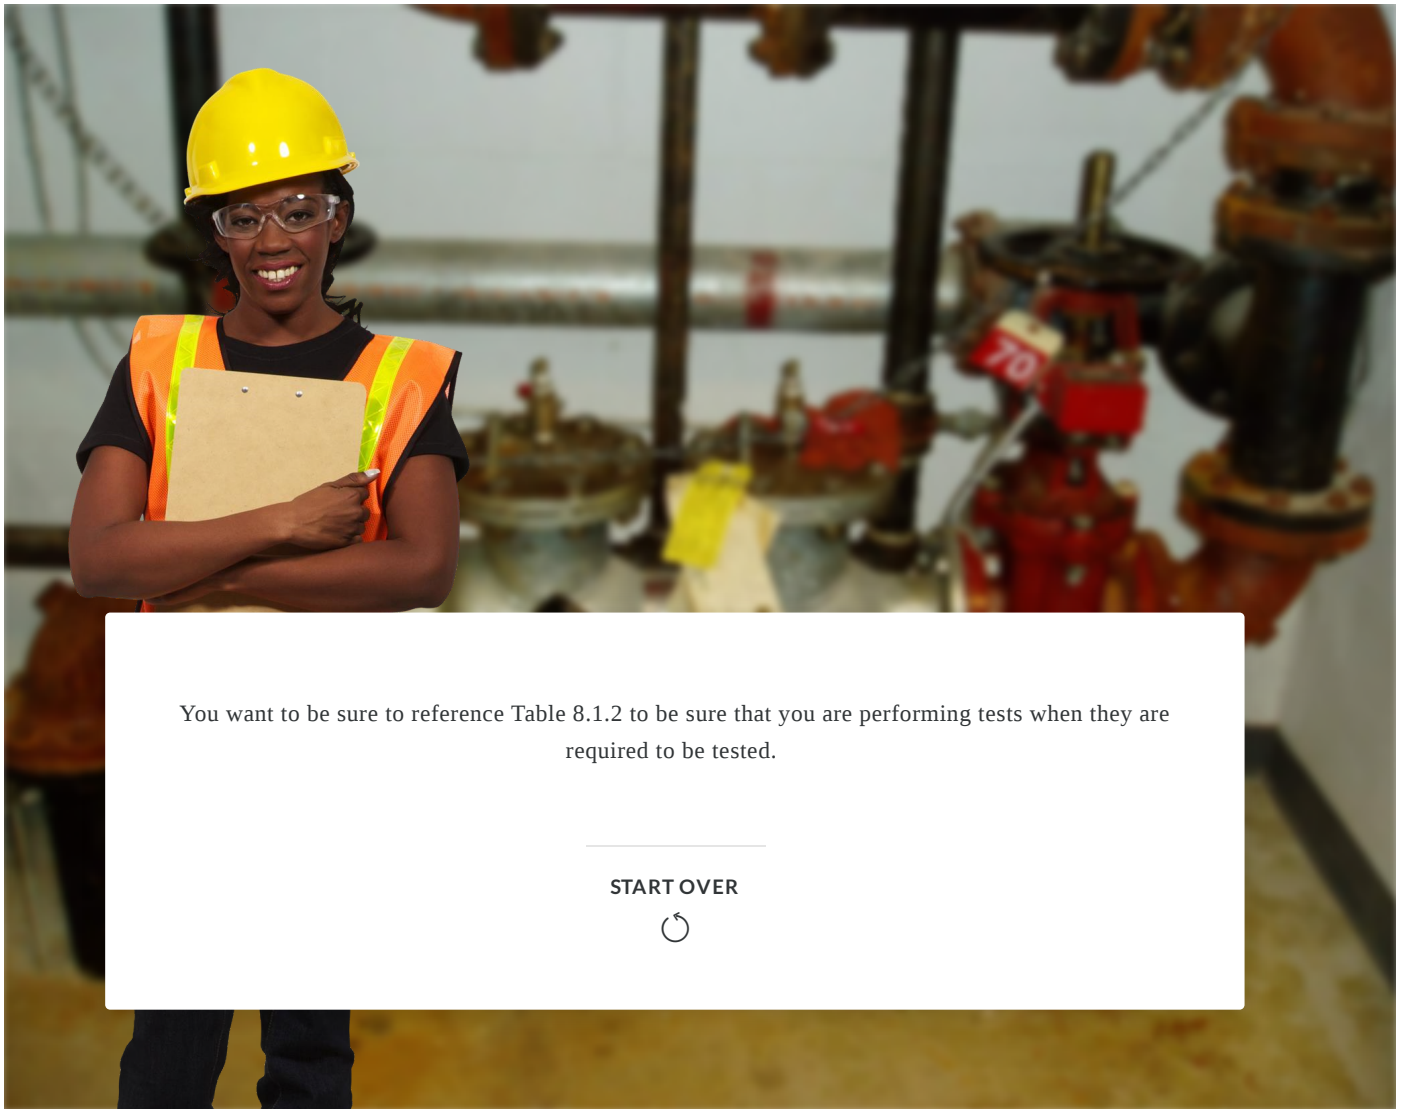 70
You want to be sure to reference Table 8.1.2 to be sure that you are performing tests when they are
required to be tested.
START OVER